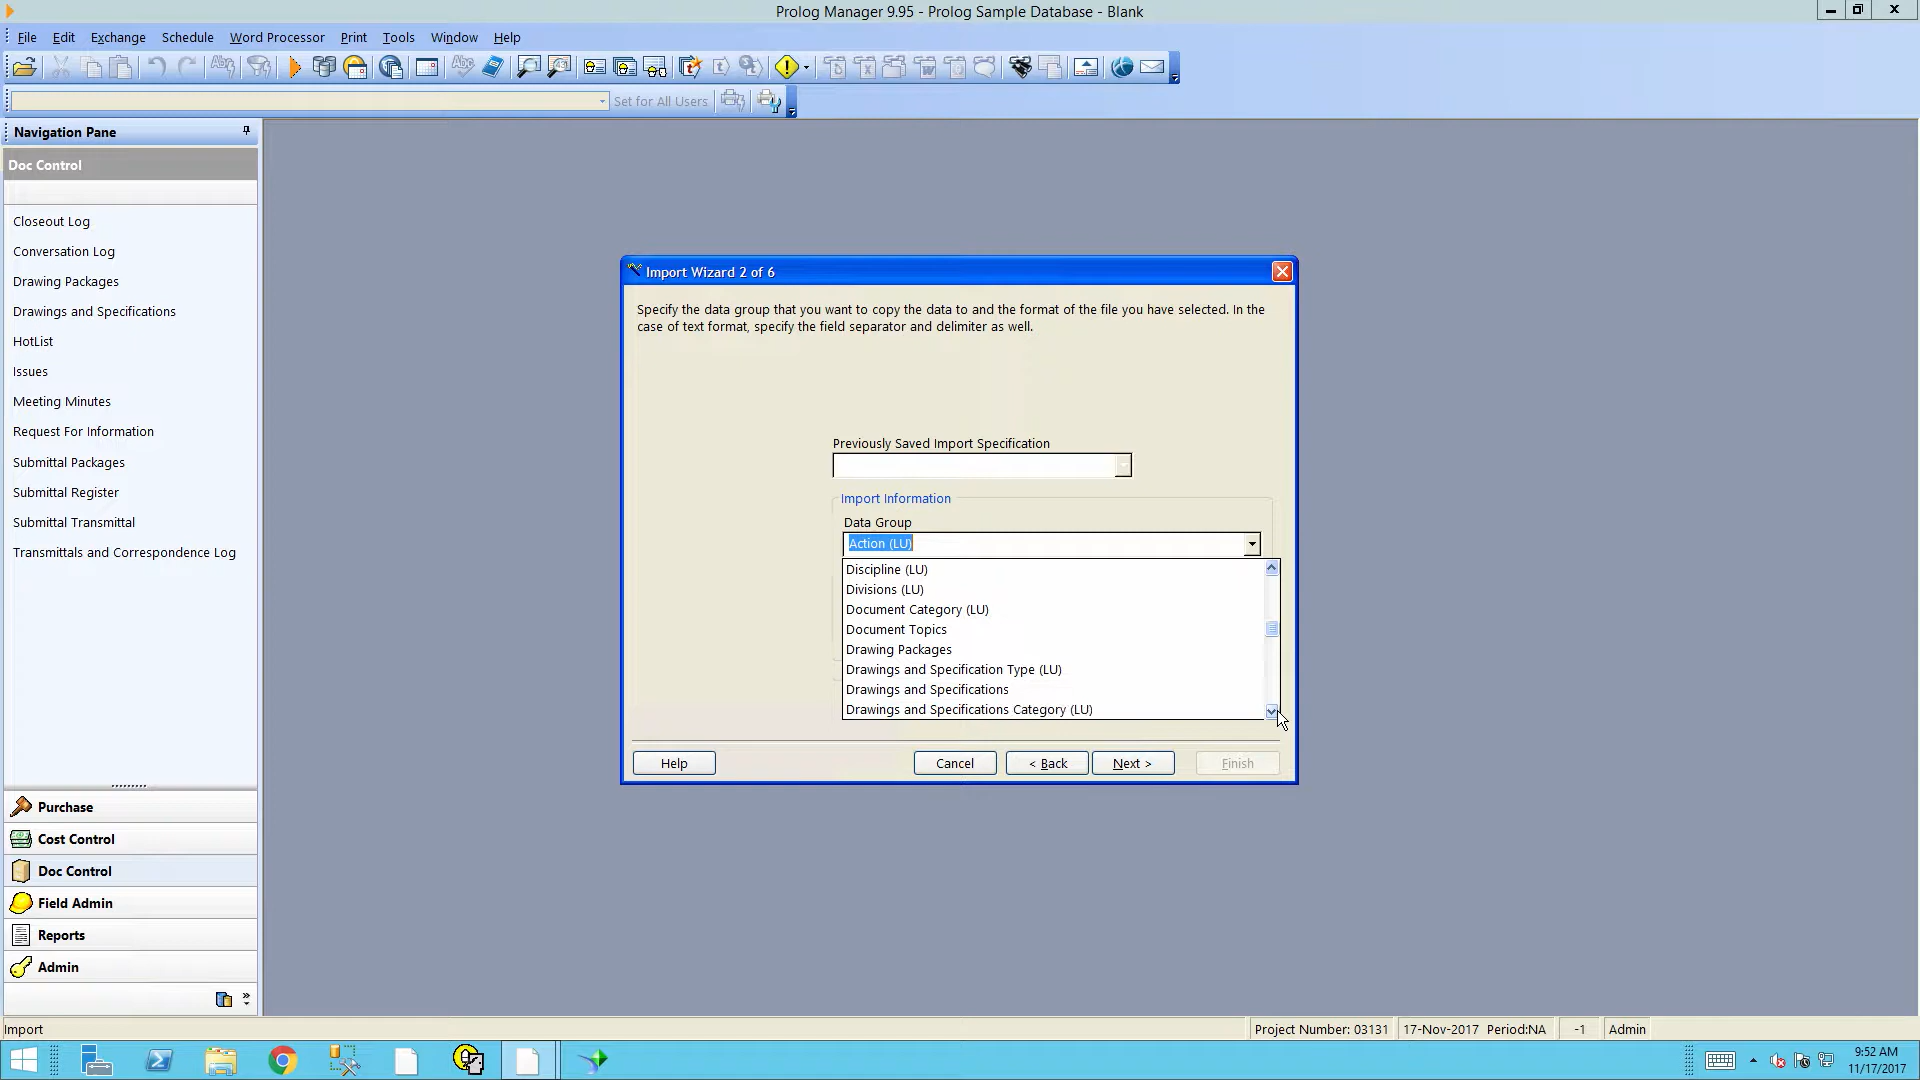 Prolog Manager 9.95 - Prolog Sample Database - Blank
File Edit Exchange Schedule Word Processor Print Tools Window Help
Set for All Users
Navigation Pane
Doc Control
Closeout Log
Conversation Log
Drawing Packages
Drawings and Specifications
HotList
Issues
Meeting Minutes
Request For Information
Submittal Packages
Submittal Register
Submittal Transmittal
Transmittals and Correspondence Log
Purchase
Cost Control
Doc Control
Field Admin
Reports
Admin
Import Wizard 2 of 6
Specify the data group that you want to copy the data to and the format of the file you have selected. In the
case of text format, specify the field separator and delimiter as well.
Previously Saved Import Specification
Import Information
Data Group
Action (LU)
Discipline (LU)
Divisions (LU)
Document Category (LU)
Document Topics
Drawing Packages
Drawings and Specification Type (LU)
Drawings and Specifications
Drawings and Specifications Category (LU)
Help Cancel < Back Next > Finish
Import Project Number: 03131 17-Nov-2017 Period:NA -1 Admin
9:52 AM
11/17/2017